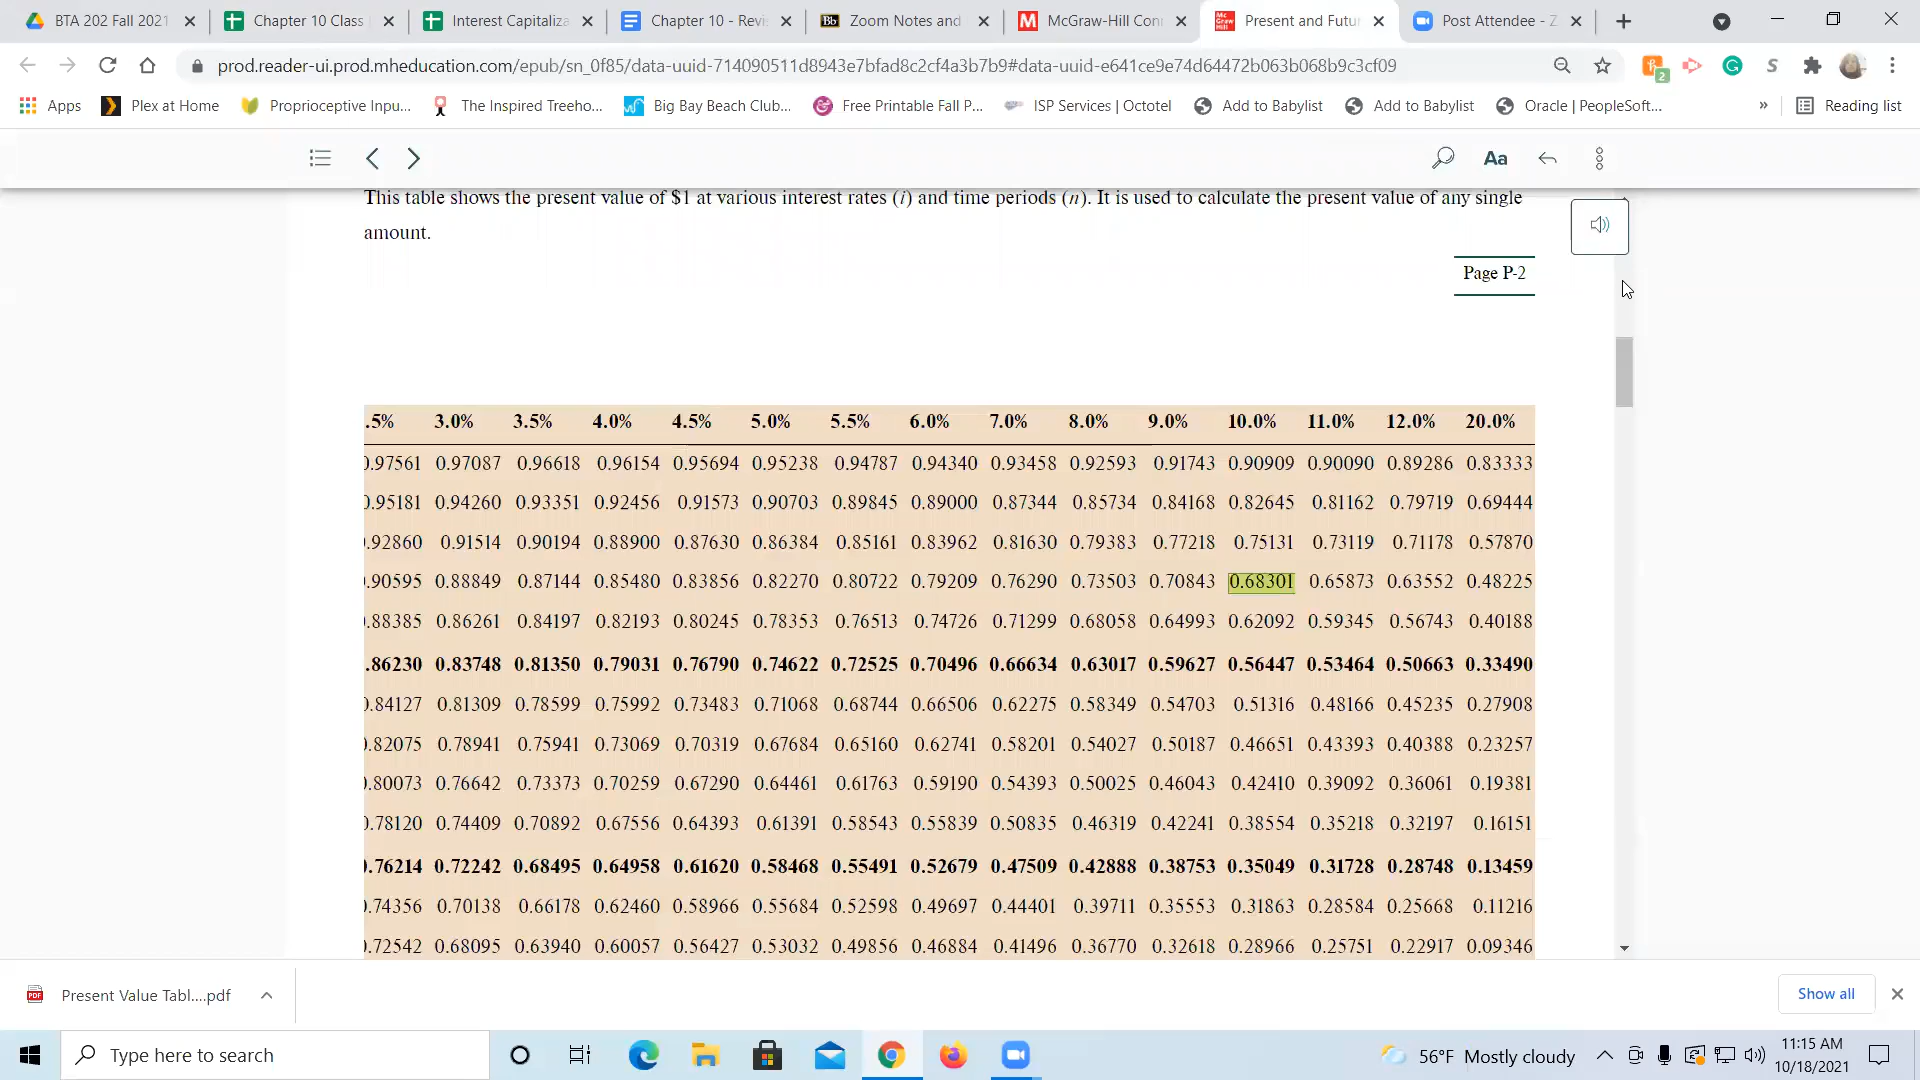 BTA 202 Fall 2021
Chapter 10 Class
Interest Capitaliza
Chapter 10 - Revi
Bb Zoom Notes and
McGraw-Hill Con
Present and Futur
Post Attendee - Z
prod.reader-ui.prod.mheducation.com/epub/sn_0f85/data-uuid-714090511d8943e7bfad8c2cf4a3b7b9#data-uuid-e641ce9e74d64472b063b068b9c3cf09
2
Apps Plex at Home Proprioceptive Inpu... The Inspired Treeho... Big Bay Beach Club... Free Printable Fall P... ISP Services | Octotel Add to Babylist Add to Babylist Oracle | PeopleSoft... » Reading list
Aa
This table shows the present value of $1 at various interest rates (i) and time periods (n). It is used to calculate the present value of any single
amount.
Page P-2
.5% 3.0% 3.5% 4.0% 4.5% 5.0% 5.5% 6.0% 7.0% 8.0% 9.0% 10.0% 11.0% 12.0% 20.0%
0.97561 0.97087 0.96618 0.96154 0.95694 0.95238 0.94787 0.94340 0.93458 0.92593 0.91743 0.90909 0.90090 0.89286 0.83333
0.95181 0.94260 0.93351 0.92456 0.91573 0.90703 0.89845 0.89000 0.87344 0.85734 0.84168 0.82645 0.81162 0.79719 0.69444
.92860 0.91514 0.90194 0.88900 0.87630 0.86384 0.85161 0.83962 0.81630 0.79383 0.77218 0.75131 0.73119 0.71178 0.57870
.90595 0.88849 0.87144 0.85480 0.83856 0.82270 0.80722 0.79209 0.76290 0.73503 0.70843 0.68301 0.65873 0.63552 0.48225
.88385 0.86261 0.84197 0.82193 0.80245 0.78353 0.76513 0.74726 0.71299 0.68058 0.64993 0.62092 0.59345 0.56743 0.40188
.86230 0.83748 0.81350 0.79031 0.76790 0.74622 0.72525 0.70496 0.66634 0.63017 0.59627 0.56447 0.53464 0.50663 0.33490
0.84127 0.81309 0.78599 0.75992 0.73483 0.71068 0.68744 0.66506 0.62275 0.58349 0.54703 0.51316 0.48166 0.45235 0.27908
0.82075 0.78941 0.75941 0.73069 0.70319 0.67684 0.65160 0.62741 0.58201 0.54027 0.50187 0.46651 0.43393 0.40388 0.23257
0.80073 0.76642 0.73373 0.70259 0.67290 0.64461 0.61763 0.59190 0.54393 0.50025 0.46043 0.42410 0.39092 0.36061 0.19381
0.78120 0.74409 0.70892 0.67556 0.64393 0.61391 0.58543 0.55839 0.50835 0.46319 0.42241 0.38554 0.35218 0.32197 0.16151
0.76214 0.72242 0.68495 0.64958 0.61620 0.58468 0.55491 0.52679 0.47509 0.42888 0.38753 0.35049 0.31728 0.28748 0.13459
0.74356 0.70138 0.66178 0.62460 0.58966 0.55684 0.52598 0.49697 0.44401 0.39711 0.35553 0.31863 0.28584 0.25668 0.11216
0.72542 0.68095 0.63940 0.60057 0.56427 0.53032 0.49856 0.46884 0.41496 0.36770 0.32618 0.28966 0.25751 0.22917 0.09346
PDF Present Value Tabl....pdf
Show all
Type here to search
56°F Mostly cloudy
11:15 AM
10/18/2021